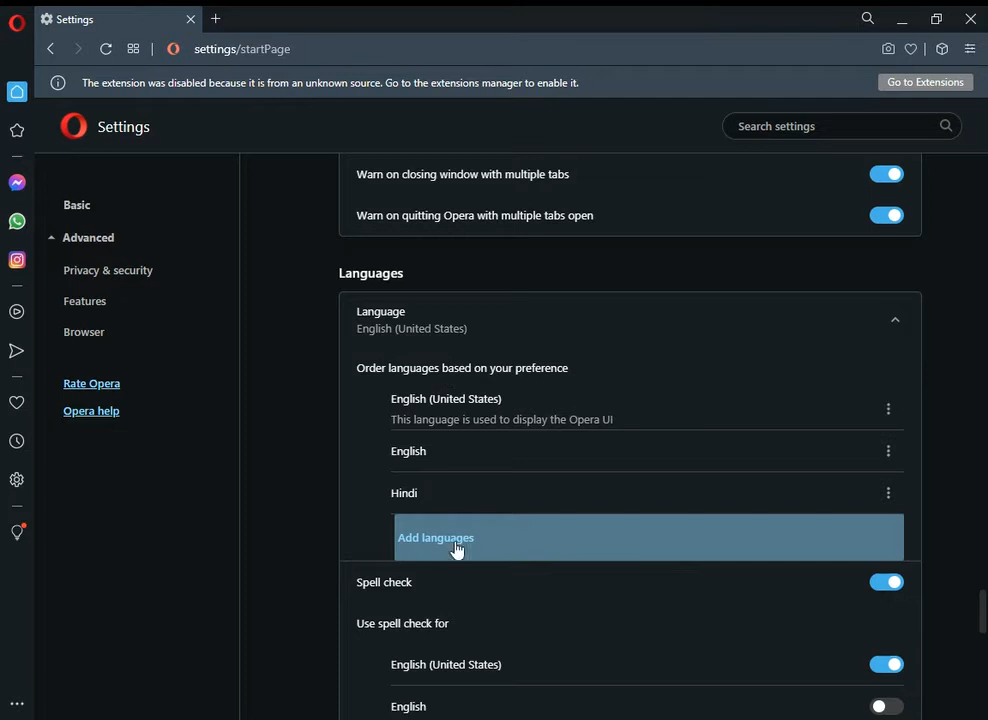 Settings
settings/startPage
The extension was disabled because it is from an unknown source. Go to the extensions manager to enable it.
Go to Extensions
Settings
Search settings
Warn on closing window with multiple tabs
Basic
Warn on quitting Opera with multiple tabs open
Advanced
Privacy & security
Languages
Features
Language
English (United States)
Browser
Order languages based on your preference
Rate Opera
English (United States)
Opera help
This language is used to display the Opera UI
English
Hindi
Add languages
Spell check
Use spell check for
English (United States)
English